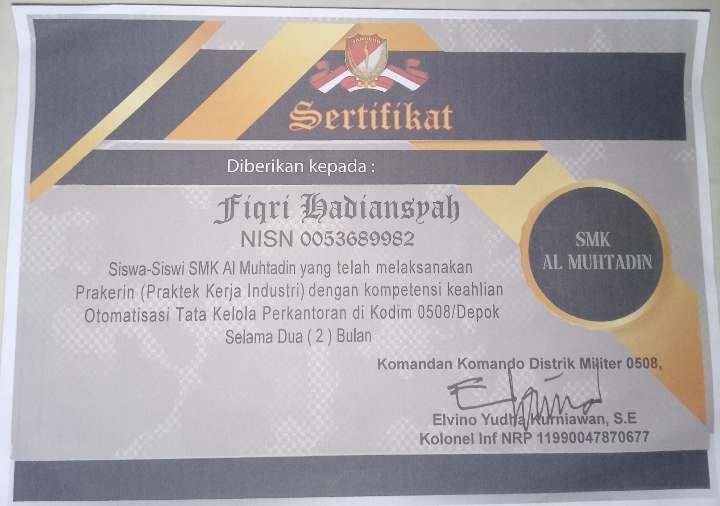 Sertifikat
Diberikan kepada :
Fiqri Hadiansyah
NISN 0053689982
SMK
AL MUHTADIN
Siswa-Siswi SMK Al Muhtadin yang telah melaksanakan
Prakerin (Praktek Kerja Industri) dengan kompetensi keahlian
Otomatisasi Tata Kelola Perkantoran di Kodim 0508/Depok
Selama Dua ( 2 ) Bulan
Komandan Komando Distrik Militer 0508,
Elvino Yudha Kurniawan, S.E
Kolonel Inf NRP 11990047870677